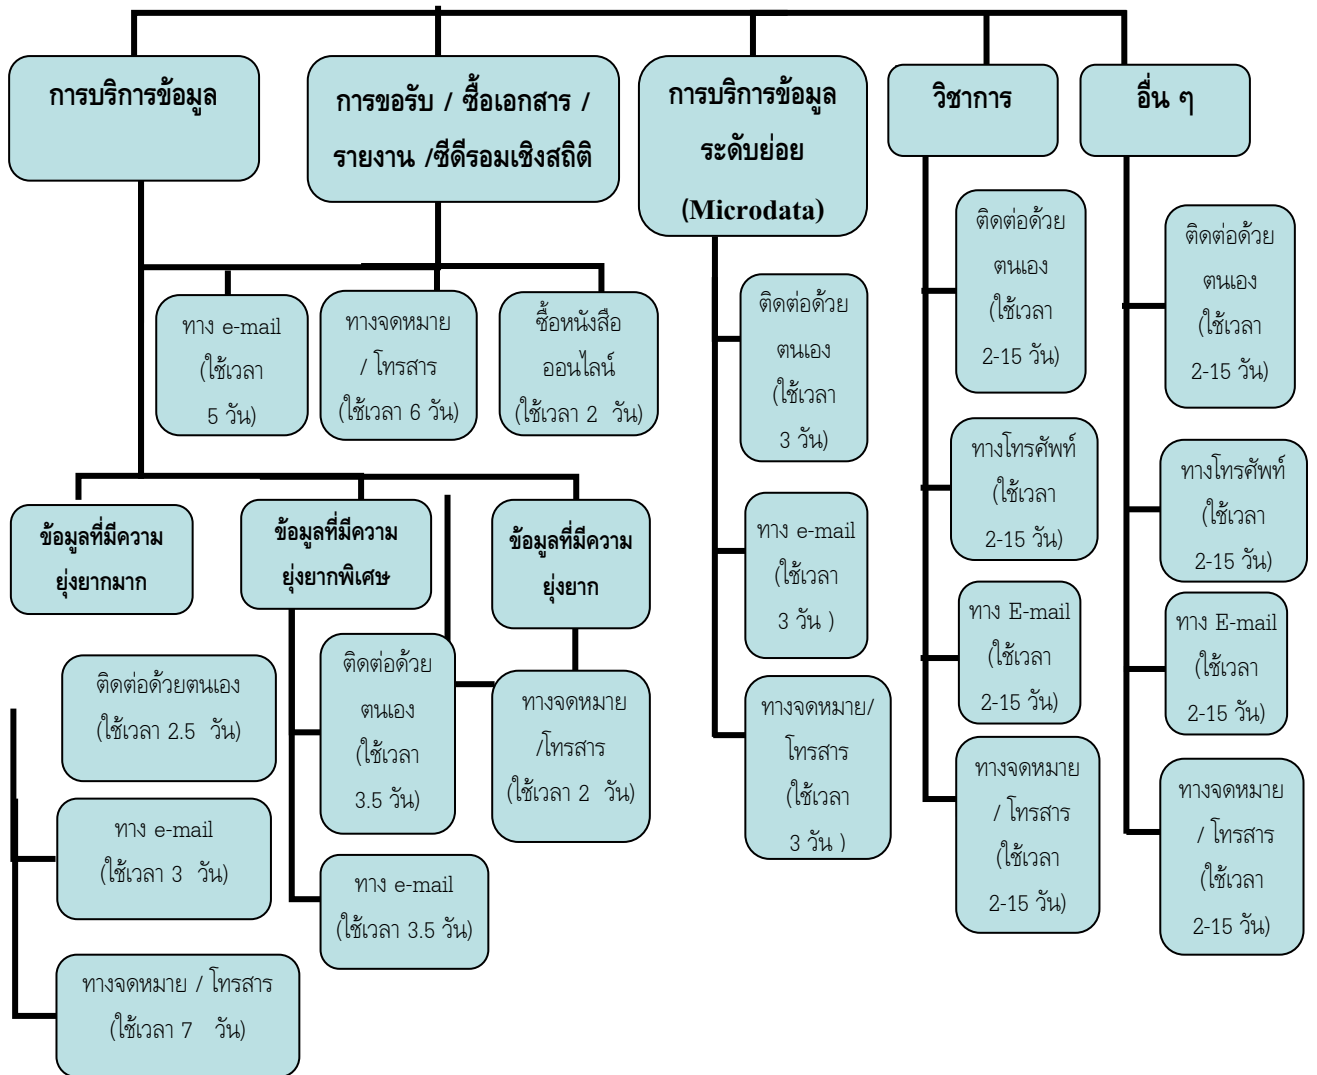 การบริการข้อมูล
การขอรับ / ซื้อเอกสาร /
รายงาน /ซีดีรอมเชิงสถิติ
การบริการข้อมูล
ระดับย่อย
(Microdata)
วิชาการ
อื่น ๆ
ทาง e-mail
(ใช้เวลา
5 วัน)
ทางจดหมาย
/ โทรสาร
(ใช้เวลา 6 วัน)
ซื้อหนังสือ
ออนไลน์
(ใช้เวลา 2 วัน)
ข้อมูลที่มีความ
ยุ่งยากมาก
ติดต่อด้วยตนเอง
(ใช้เวลา 2.5 วัน)
ทาง e-mail
(ใช้เวลา 3 วัน)
ทางจดหมาย / โทรสาร
(ใช้เวลา 7 วัน)
ข้อมูลที่มีความ
ยุ่งยากพิเศษ
ติดต่อด้วย
ตนเอง
(ใช้เวลา
3.5 วัน)
ทาง e-mail
(ใช้เวลา 3.5 วัน)
ข้อมูลที่มีความ
ยุ่งยาก
ทางจดหมาย
/โทรสาร
(ใช้เวลา 2 วัน)
ติดต่อด้วย
ตนเอง
(ใช้เวลา
3 วัน)
ทาง e-mail
(ใช้เวลา
3 วัน )
ทางจดหมาย/
โทรสาร
(ใช้เวลา
3 วัน )
ติดต่อด้วย
ตนเอง
(ใช้เวลา
2-15 วัน)
ทางโทรศัพท์
(ใช้เวลา
2-15 วัน)
ทาง E-mail
(ใช้เวลา
2-15 วัน)
ทางจดหมาย
/ โทรสาร
(ใช้เวลา
2-15 วัน)
ติดต่อด้วย
ตนเอง
(ใช้เวลา
2-15 วัน)
ทางโทรศัพท์
(ใช้เวลา
2-15 วัน)
ทาง E-mail
(ใช้เวลา
2-15 วัน)
ทางจดหมาย
/ โทรสาร
(ใช้เวลา
2-15 วัน)